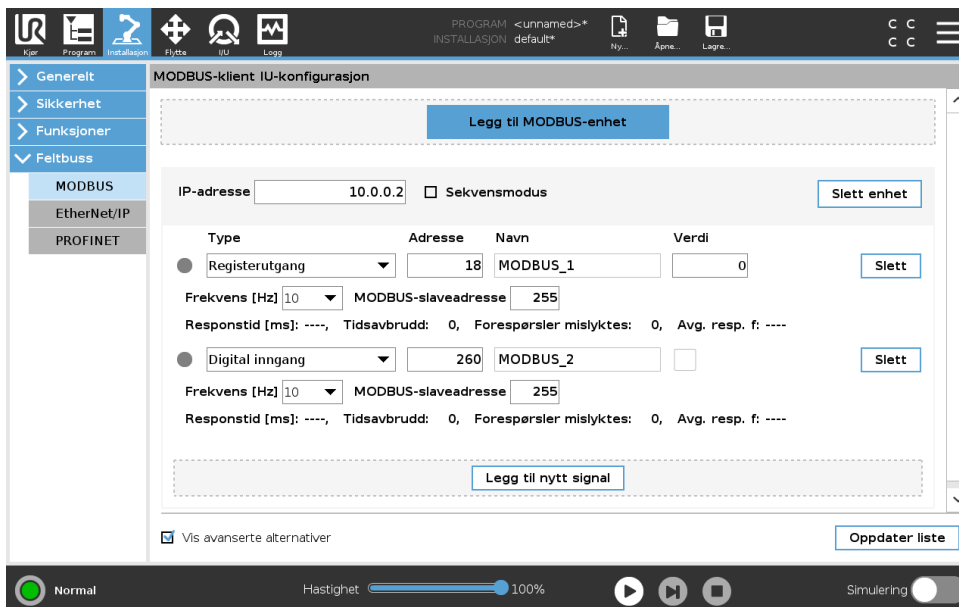 PROGRAM <unnamed>*
INSTALLASJON default*
Kjør Program Installasjon Flytte I/U Logg Ny... Åpne... Lagre...
C C
C C
Generelt
Sikkerhet
Funksjoner
Feltbuss
MODBUS
EtherNet/IP
PROFINET
MODBUS-klient IU-konfigurasjon
Legg til MODBUS-enhet
IP-adresse 10.0.0.2 Sekvensmodus Slett enhet
Type Adresse Navn Verdi
Registerutgang 18 MODBUS_1 0 Slett
Frekvens [Hz] 10 MODBUS-slaveadresse 255
Responstid [ms]: ----, Tidsavbrudd: 0, Forespørsler mislyktes: 0, Avg. resp. f: ----
Digital inngang 260 MODBUS_2 Slett
Frekvens [Hz] 10 MODBUS-slaveadresse 255
Responstid [ms]: ----, Tidsavbrudd: 0, Forespørsler mislyktes: 0, Avg. resp. f: ----
Legg til nytt signal
Vis avanserte alternativer Oppdater liste
Normal Hastighet 100% Simulering